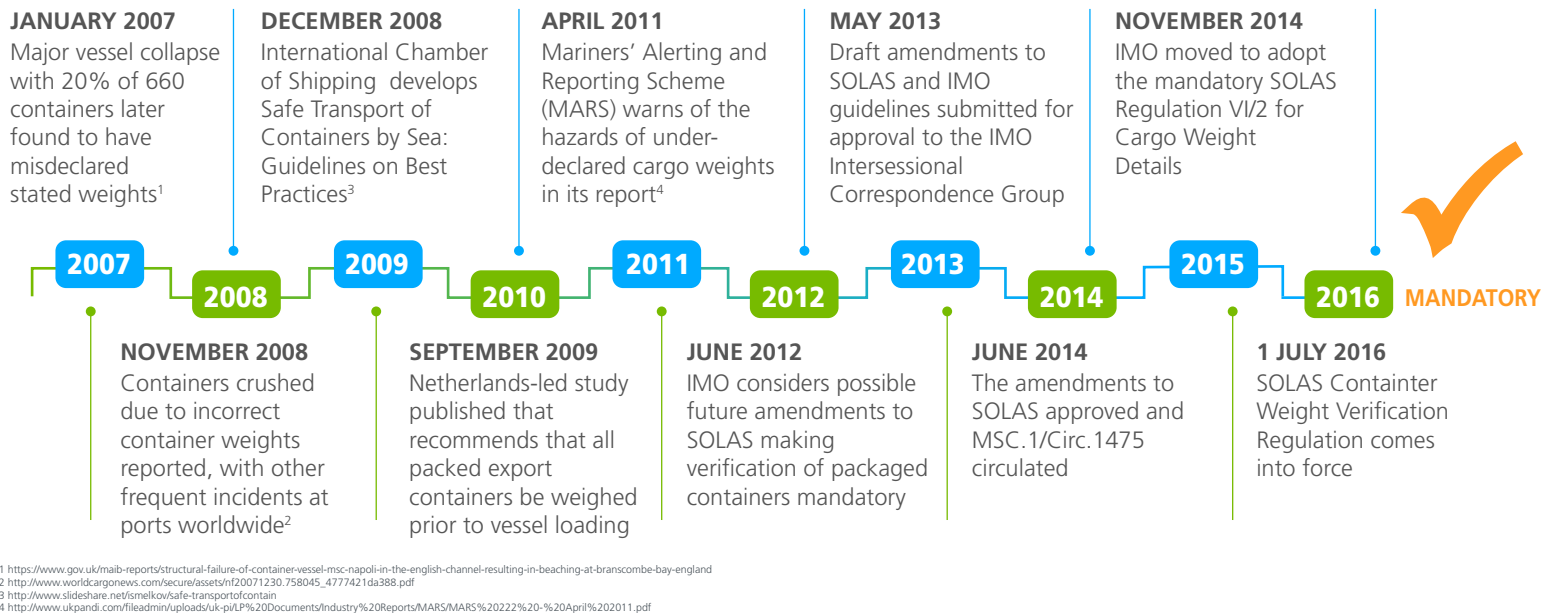 JANUARY 2007
Major vessel collapse
with 20% of 660
containers later
found to have
misdeclared
stated weights1
DECEMBER 2008
International Chamber
of Shipping develops
Safe Transport of
Containers by Sea:
Guidelines on Best
Practices3
APRIL 2011
Mariners' Alerting and
Reporting Scheme
(MARS) warns of the
hazards of under-
declared cargo weights
in its report4
MAY 2013
Draft amendments to
SOLAS and IMO
guidelines submitted for
approval to the IMO
Intersessional
Correspondence Group
NOVEMBER 2014
IMO moved to adopt
the mandatory SOLAS
Regulation VI/2 for
Cargo Weight
Details
2007
2008
2009
2010
2011
2012
2013
2014
2015
2016
MANDATORY
NOVEMBER 2008
Containers crushed
due to incorrect
container weights
reported, with other
frequent incidents at
ports worldwide2
SEPTEMBER 2009
Netherlands-led study
published that
recommends that all
packed export
containers be weighed
prior to vessel loading
JUNE 2012
IMO considers possible
future amendments to
SOLAS making
verification of packaged
containers mandatory
JUNE 2014
The amendments to
SOLAS approved and
MSC.1/Circ.1475
circulated
1 JULY 2016
SOLAS Containter
Weight Verification
Regulation comes
into force
1 https://www.gov.uk/maib-reports/structural-failure-of-container-vessel-msc-napoli-in-the-english-channel-resulting-in-beaching-at-branscombe-bay-england
2 http://www.worldcargonews.com/secure/assets/nf20071230.758045_4777421da388.pdf
3 http://www.slideshare.net/ismelkov/safe-transportofcontain
4 http://www.ukpandi.com/fileadmin/uploads/uk-pi/LP%20Documents/Industry%20Reports/MARS/MARS%20222%20-%20April%202011.pdf